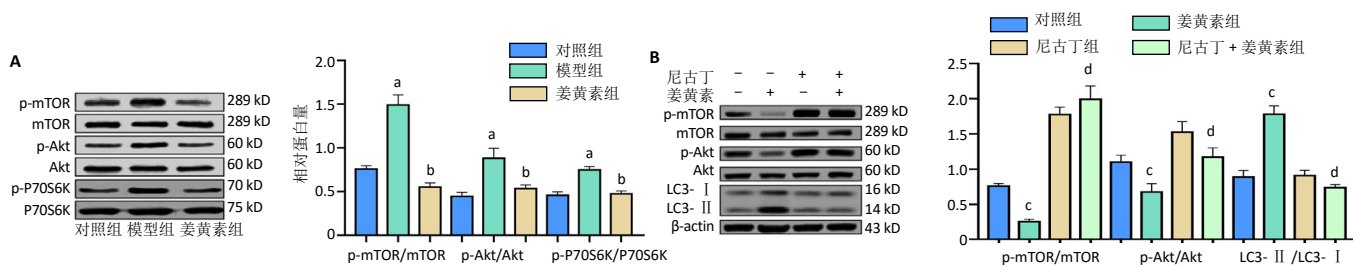 A
p-mTOR 289 kD
mTOR 289 kD
p-Akt 60 kD
Akt 60 kD
p-P70S6K 70 kD
P70S6K 75 kD
对照组 模型组 姜黄素组
对照组
模型组
姜黄素组
相对蛋白量
2.0
1.5
1.0
0.5
0
a
b
a
b
a
b
p-mTOR/mTOR p-Akt/Akt p-P70S6K/P70S6K
B
尼古丁 − − + +
姜黄素 − + − +
p-mTOR 289 kD
mTOR 289 kD
p-Akt 60 kD
Akt 60 kD
LC3-Ⅰ 16 kD
LC3-Ⅱ 14 kD
β-actin 43 kD
对照组 姜黄素组
尼古丁组 尼古丁+姜黄素组
2.5
2.0
1.5
1.0
0.5
0
c
d
c
d
c
d
p-mTOR/mTOR p-Akt/Akt LC3-Ⅱ/LC3-Ⅰ